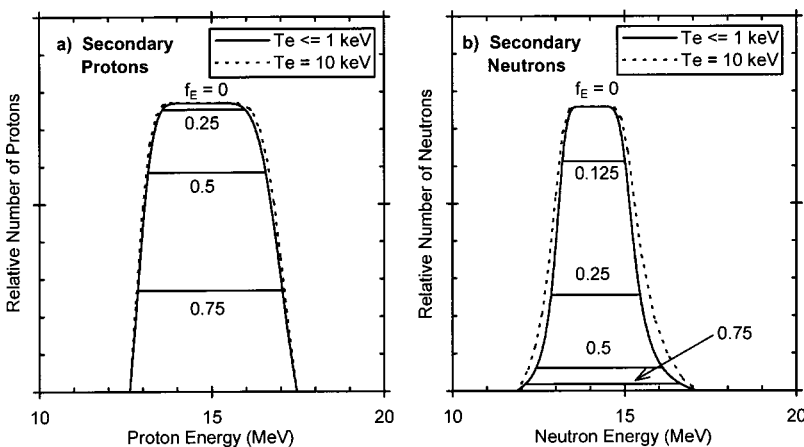 a) Secondary
Protons
Te <= 1 keV
Te = 10 keV
f_E = 0
0.25
0.5
0.75
Relative Number of Protons
10
15
20
Proton Energy (MeV)
b) Secondary
Neutrons
Te <= 1 keV
Te = 10 keV
f_E = 0
0.125
0.25
0.5
0.75
Relative Number of Neutrons
10
15
20
Neutron Energy (MeV)